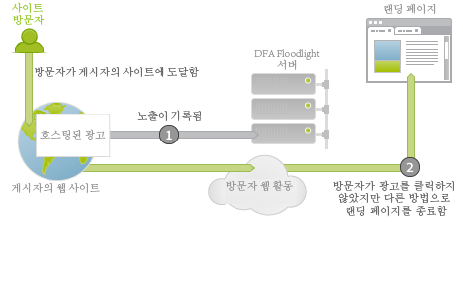 사이트
방문자
방문자가 게시자의 사이트에 도달함
호스팅된 광고
게시자의 웹사이트
노출이 기록됨
1
DFA Floodlight
서버
방문자 웹 활동
랜딩 페이지
2
방문자가 광고를 클릭하지
않았지만 다른 방법으로
랜딩 페이지를 종료함